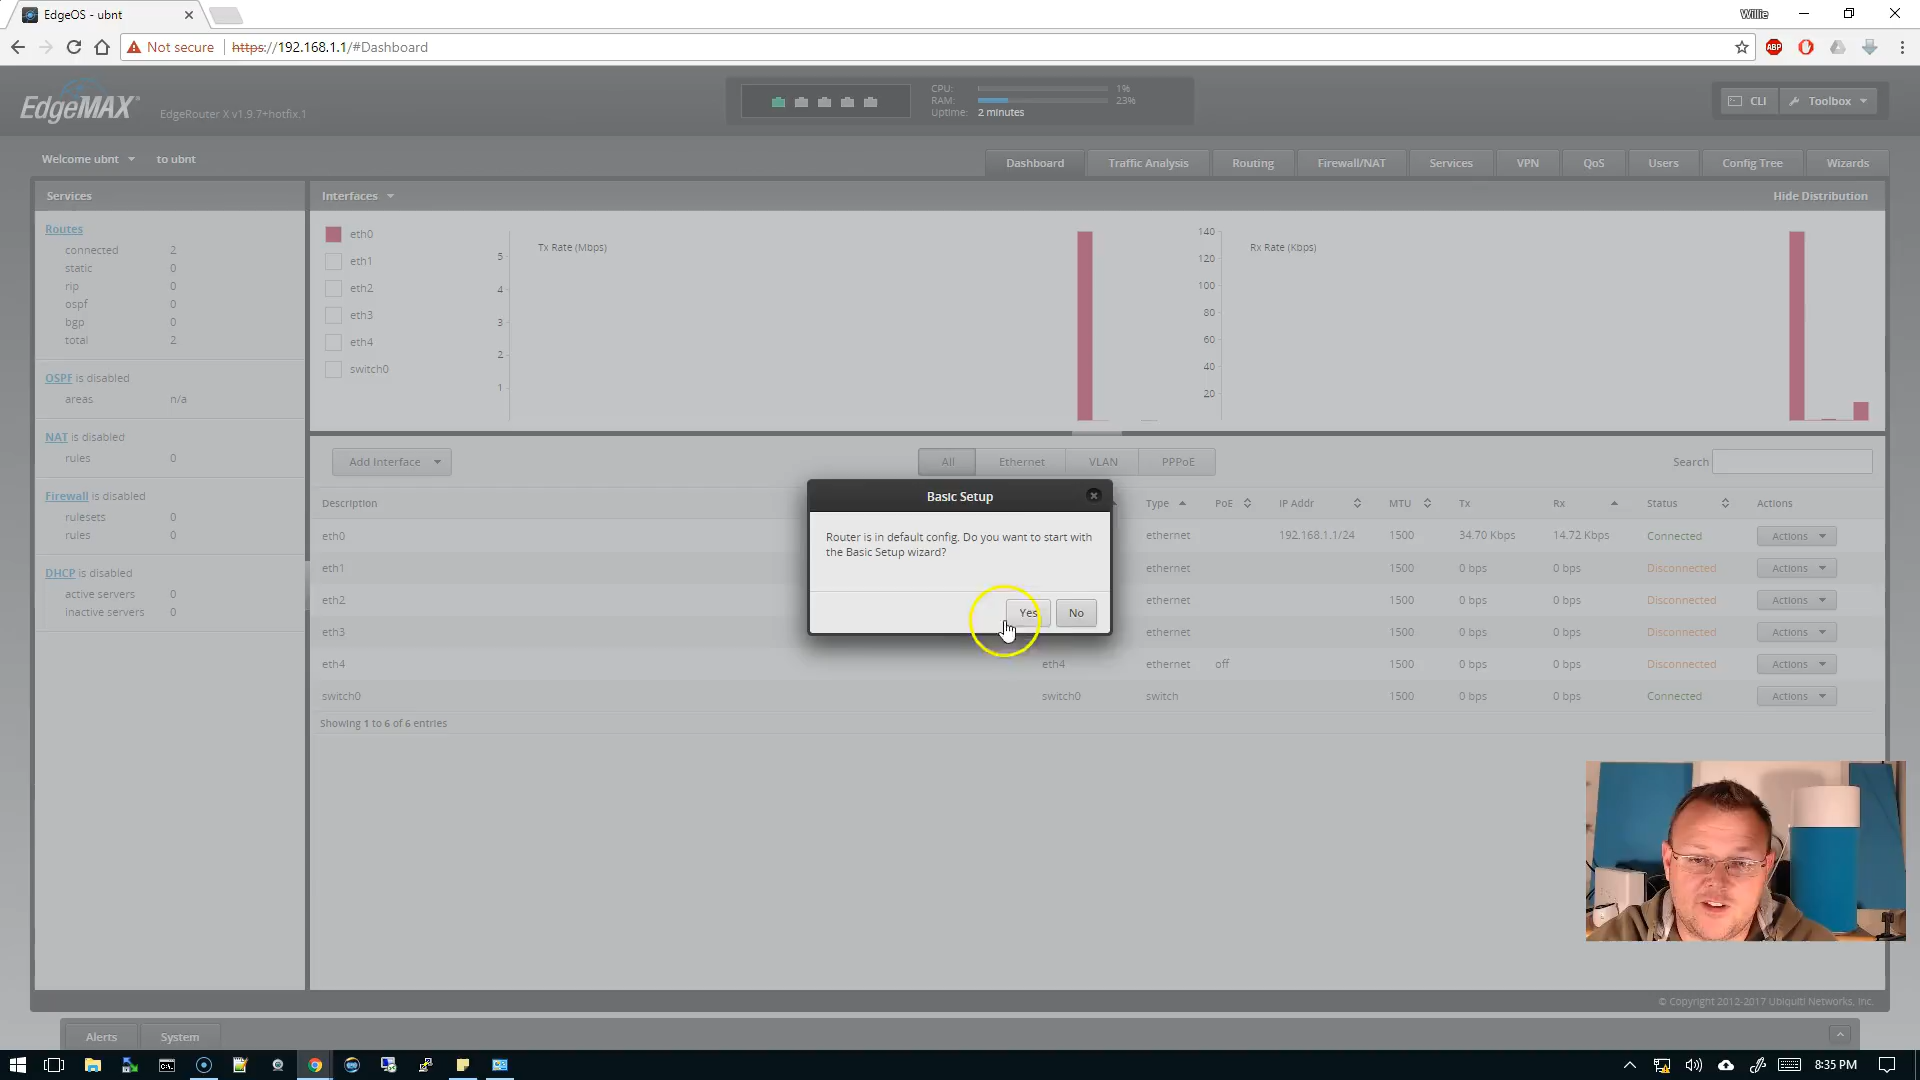 EdgeOS - ubnt
Willie
Not secure
https://192.168.1.1/#Dashboard
ABP
EdgeMAX
EdgeRouter X v1.9.7+hotfix.1
CPU: 1%
RAM: 23%
Uptime: 2 minutes
CLI
Toolbox
Welcome ubnt
to ubnt
Dashboard
Traffic Analysis
Routing
Firewall/NAT
Services
VPN
QoS
Users
Config Tree
Wizards
Services
Interfaces
Hide Distribution
Routes
connected 2
static 0
rip 0
ospf 0
bgp 0
total 2
OSPF is disabled
areas n/a
NAT is disabled
rules 0
Firewall is disabled
rulesets 0
rules 0
DHCP is disabled
active servers 0
inactive servers 0
eth0
eth1
eth2
eth3
eth4
switch0
Tx Rate (Mbps)
5
4
3
2
1
Rx Rate (Kbps)
140
120
100
80
60
40
20
Add Interface
All
Ethernet
VLAN
PPPoE
Search
Description Type PoE IP Addr MTU Tx Rx Status Actions
eth0 ethernet 192.168.1.1/24 1500 34.70 Kbps 14.72 Kbps Connected Actions
eth1 ethernet 1500 0 bps 0 bps Disconnected Actions
eth2 ethernet 1500 0 bps 0 bps Disconnected Actions
eth3 ethernet 1500 0 bps 0 bps Disconnected Actions
eth4 eth4 ethernet off 1500 0 bps 0 bps Disconnected Actions
switch0 switch0 switch 1500 0 bps 0 bps Connected Actions
Showing 1 to 6 of 6 entries
Basic Setup
Router is in default config. Do you want to start with
the Basic Setup wizard?
Yes
No
© Copyright 2012-2017 Ubiquiti Networks, Inc.
Alerts
System
8:35 PM